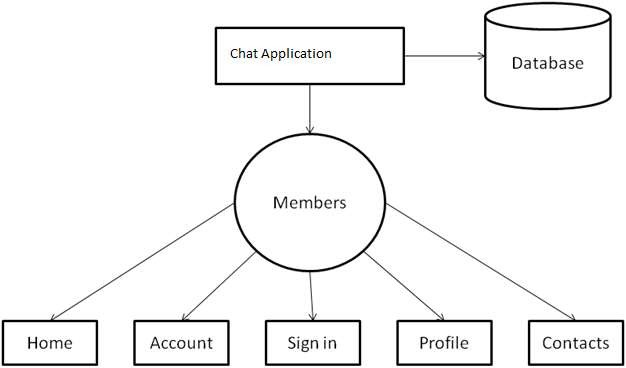 Chat Application
Database
Members
Home
Account
Sign in
Profile
Contacts